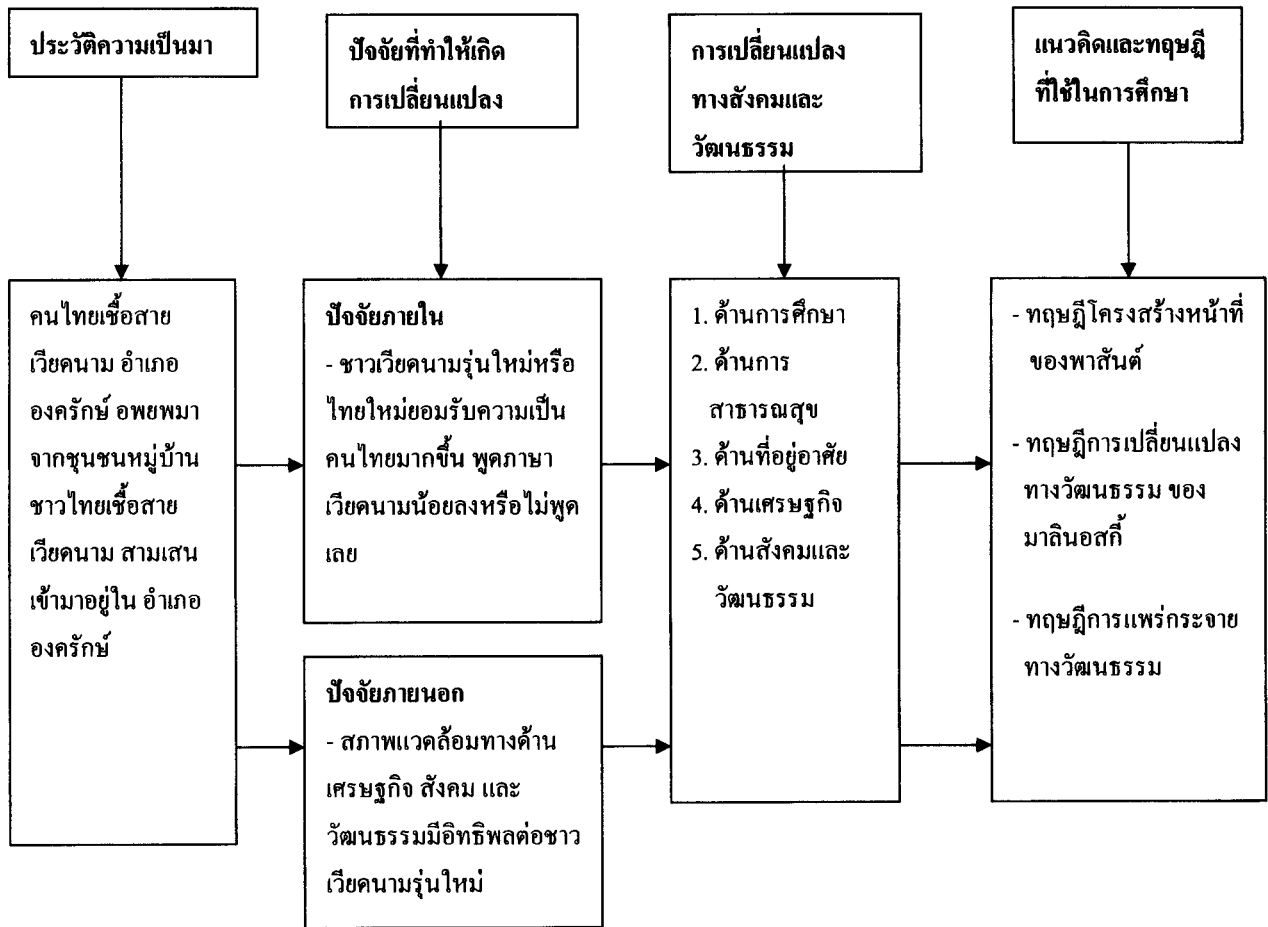 ประวัติความเป็นมา
ปัจจัยที่ทำให้เกิด
การเปลี่ยนแปลง
การเปลี่ยนแปลง
ทางสังคมและ
วัฒนธรรม
แนวคิดและทฤษฎี
ที่ใช้ในการศึกษา
คนไทยเชื้อสาย
เวียดนาม อำเภอ
องครักษ์ อพยพมา
จากชุนชนหมู่บ้าน
ชาวไทยเชื้อสาย
เวียดนาม สามเสน
เข้ามาอยู่ใน อำเภอ
องครักษ์
ปัจจัยภายใน
- ชาวเวียดนามรุ่นใหม่หรือ
ไทยใหม่ยอมรับความเป็น
คนไทยมากขึ้น พูดภาษา
เวียดนามน้อยลงหรือไม่พูด
เลย
ปัจจัยภายนอก
- สภาพแวดล้อมทางด้าน
เศรษฐกิจ สังคม และ
วัฒนธรรมมีอิทธิพลต่อชาว
เวียดนามรุ่นใหม่
1. ด้านการศึกษา
2. ด้านการ
สาธารณสุข
3. ด้านที่อยู่อาศัย
4. ด้านเศรษฐกิจ
5. ด้านสังคมและ
วัฒนธรรม
- ทฤษฎีโครงสร้างหน้าที่
ของพาสันต์
- ทฤษฎีการเปลี่ยนแปลง
ทางวัฒนธรรม ของ
มาลินอสกี้
- ทฤษฎีการแพร่กระจาย
ทางวัฒนธรรม